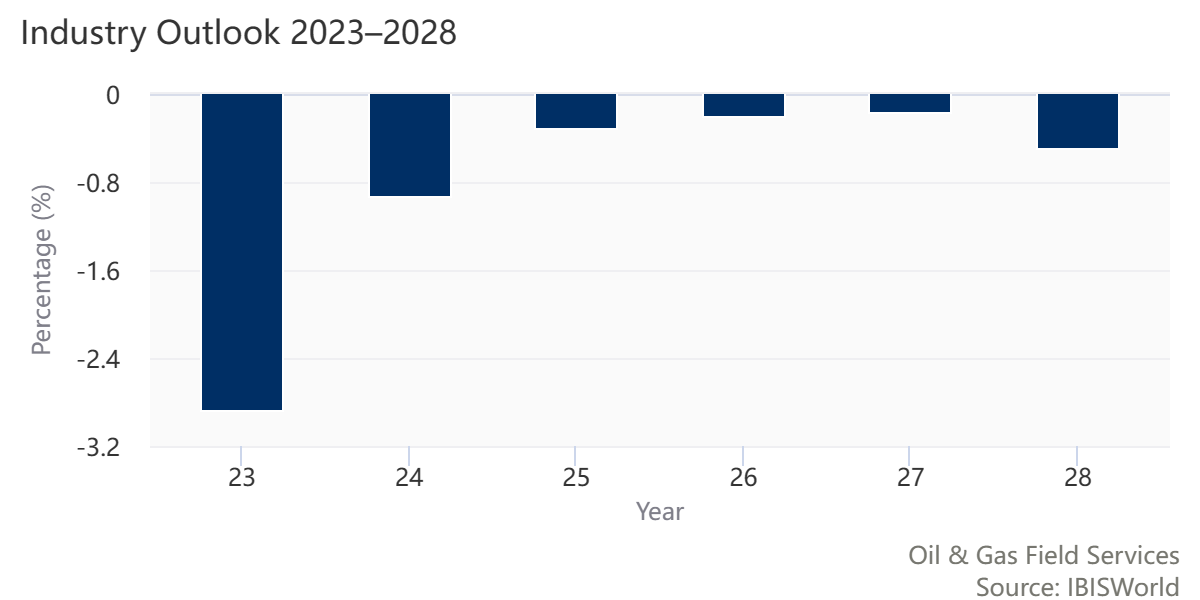 Industry Outlook 2023–2028
0
-0.8
-1.6
-2.4
-3.2
Percentage (%)
23 24 25 26 27 28
Year
Oil & Gas Field Services
Source: IBISWorld